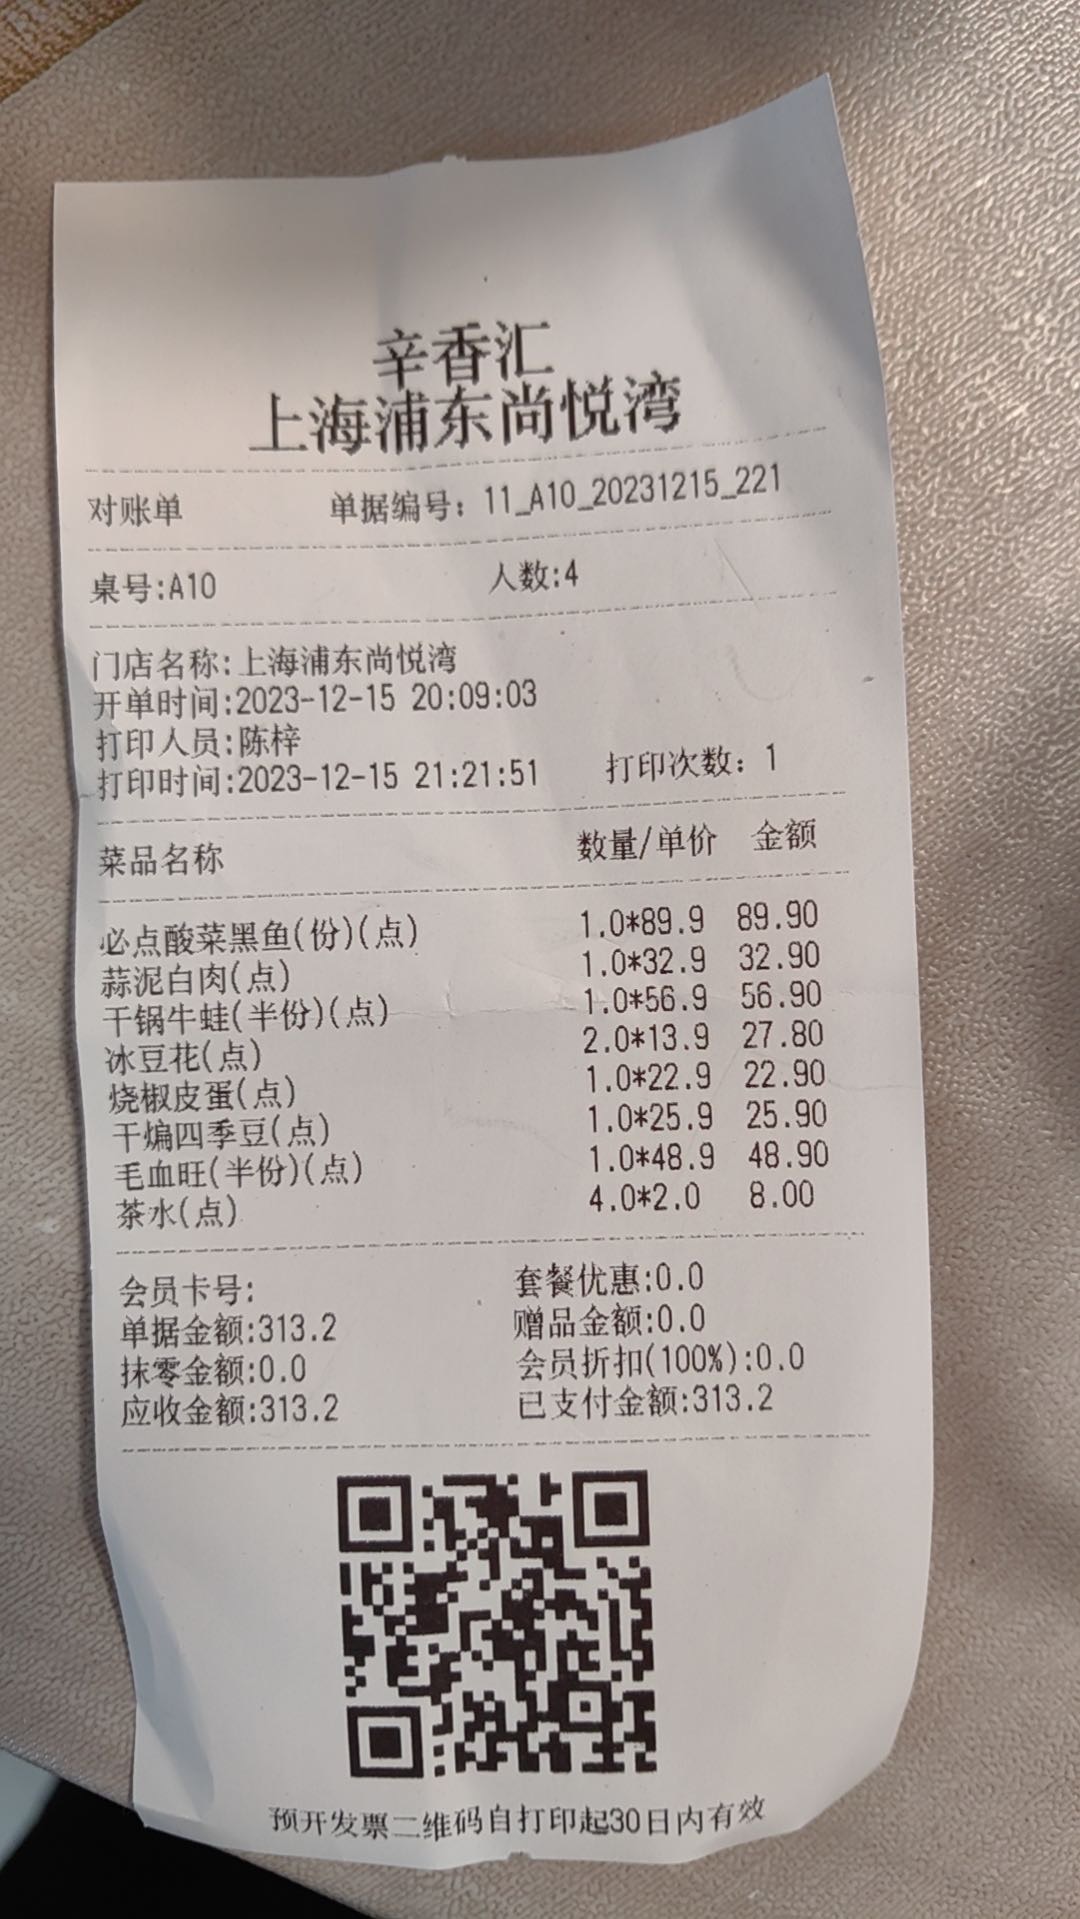 辛香汇
上海浦东尚悦湾
对账单 单据编号：11_A10_20231215_221
桌号:A10 人数:4
门店名称:上海浦东尚悦湾
开单时间:2023-12-15 20:09:03
打印人员:陈梓
打印时间:2023-12-15 21:21:51 打印次数：1
菜品名称 数量/单价 金额
必点酸菜黑鱼(份)(点) 1.0*89.9 89.90
蒜泥白肉(点) 1.0*32.9 32.90
干锅牛蛙(半份)(点) 1.0*56.9 56.90
冰豆花(点) 2.0*13.9 27.80
烧椒皮蛋(点) 1.0*22.9 22.90
干煸四季豆(点) 1.0*25.9 25.90
毛血旺(半份)(点) 1.0*48.9 48.90
茶水(点) 4.0*2.0 8.00
会员卡号: 套餐优惠:0.0
单据金额:313.2 赠品金额:0.0
抹零金额:0.0 会员折扣(100%):0.0
应收金额:313.2 已支付金额:313.2
预开发票二维码自打印起30日内有效